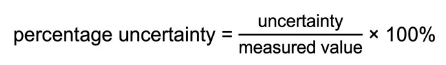 percentage uncertainty = uncertainty / measured value × 100%